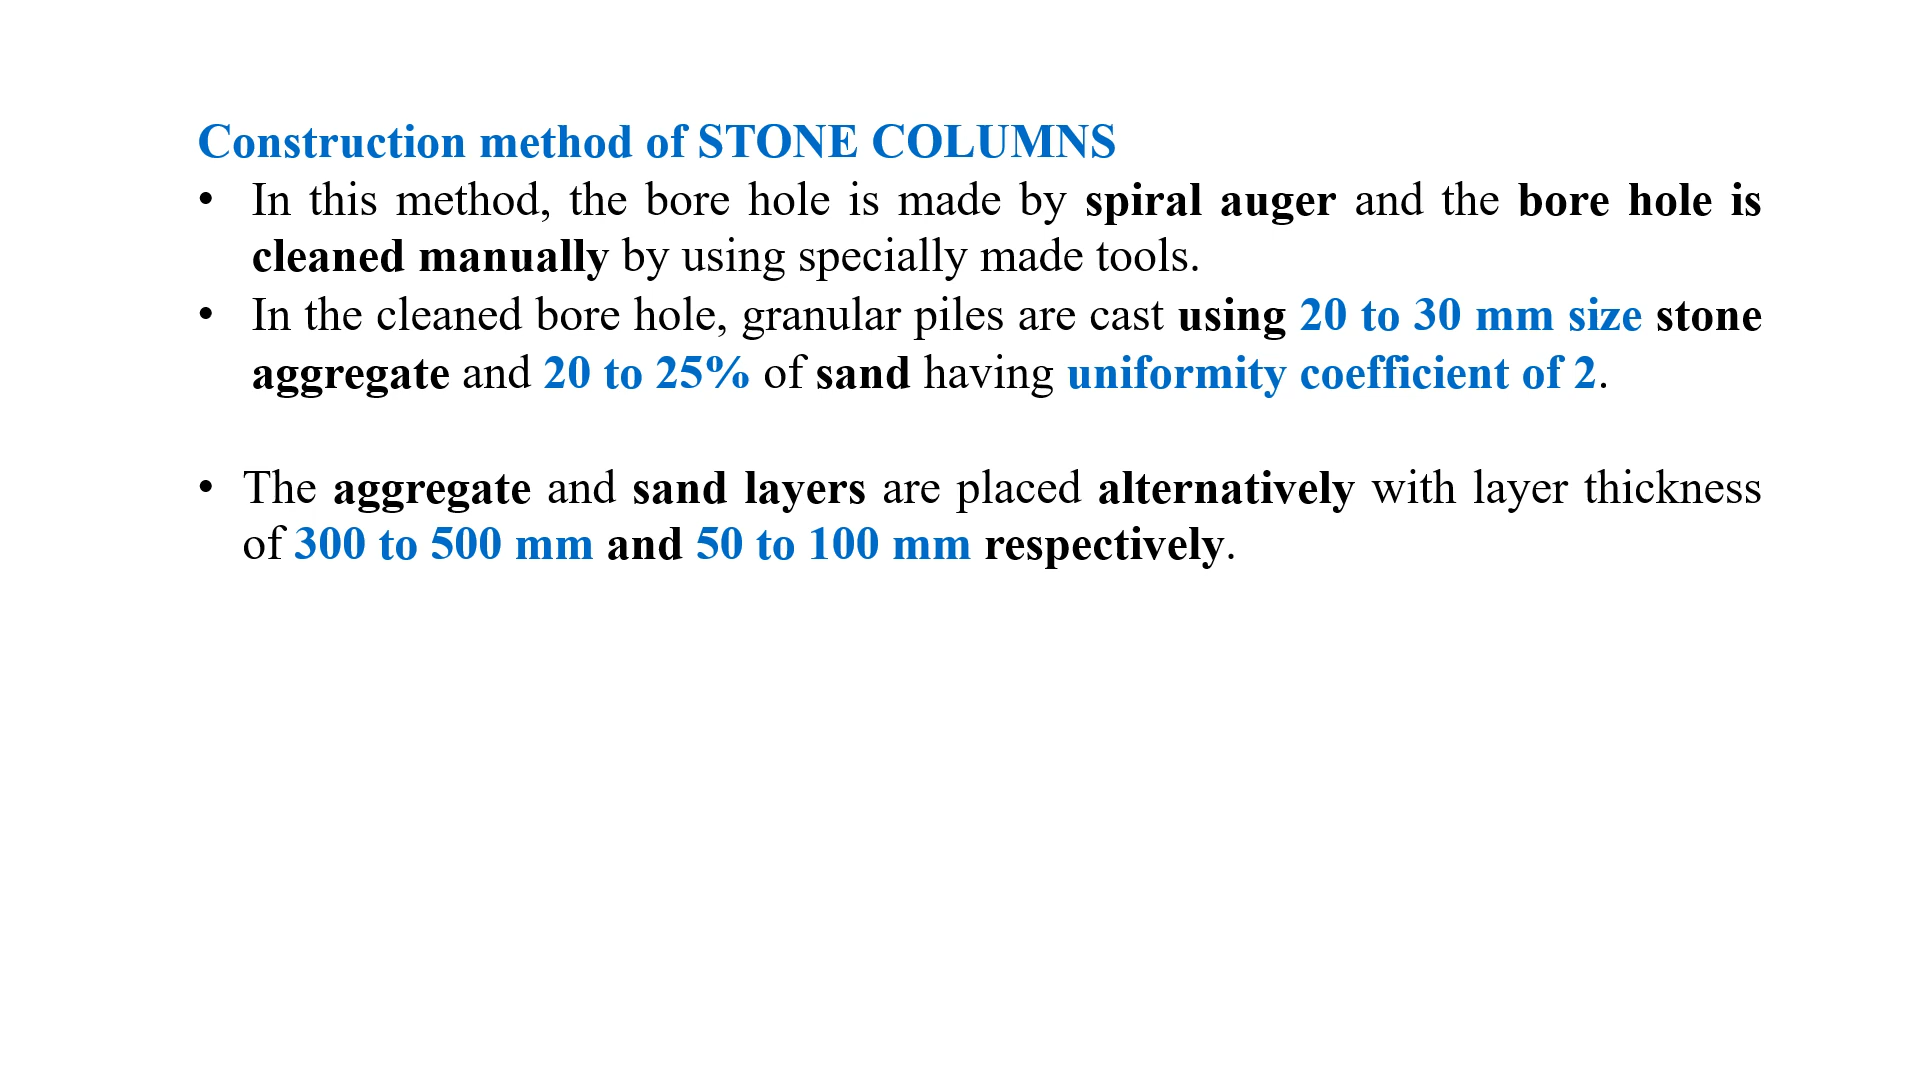 Construction method of STONE COLUMNS
• In this method, the bore hole is made by spiral auger and the bore hole is
cleaned manually by using specially made tools.
• In the cleaned bore hole, granular piles are cast using 20 to 30 mm size stone
aggregate and 20 to 25% of sand having uniformity coefficient of 2.
• The aggregate and sand layers are placed alternatively with layer thickness
of 300 to 500 mm and 50 to 100 mm respectively.